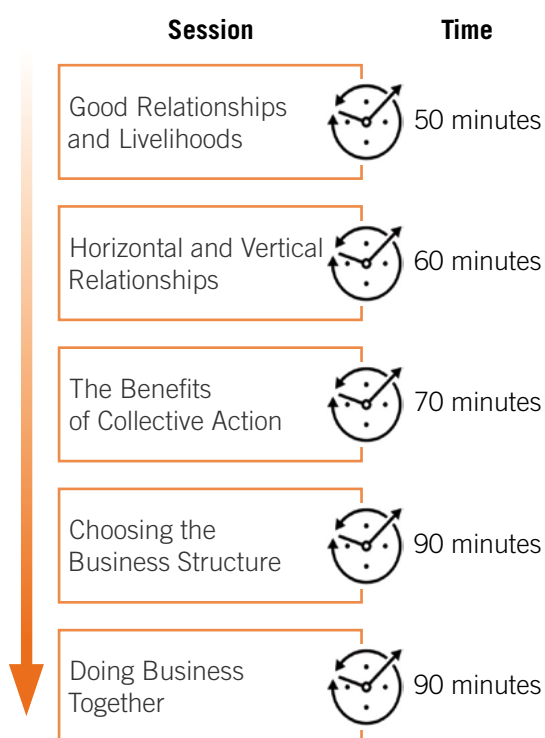 Session Time
Good Relationships
and Livelihoods
50 minutes
Horizontal and Vertical
Relationships
60 minutes
The Benefits
of Collective Action
70 minutes
Choosing the
Business Structure
90 minutes
Doing Business
Together
90 minutes